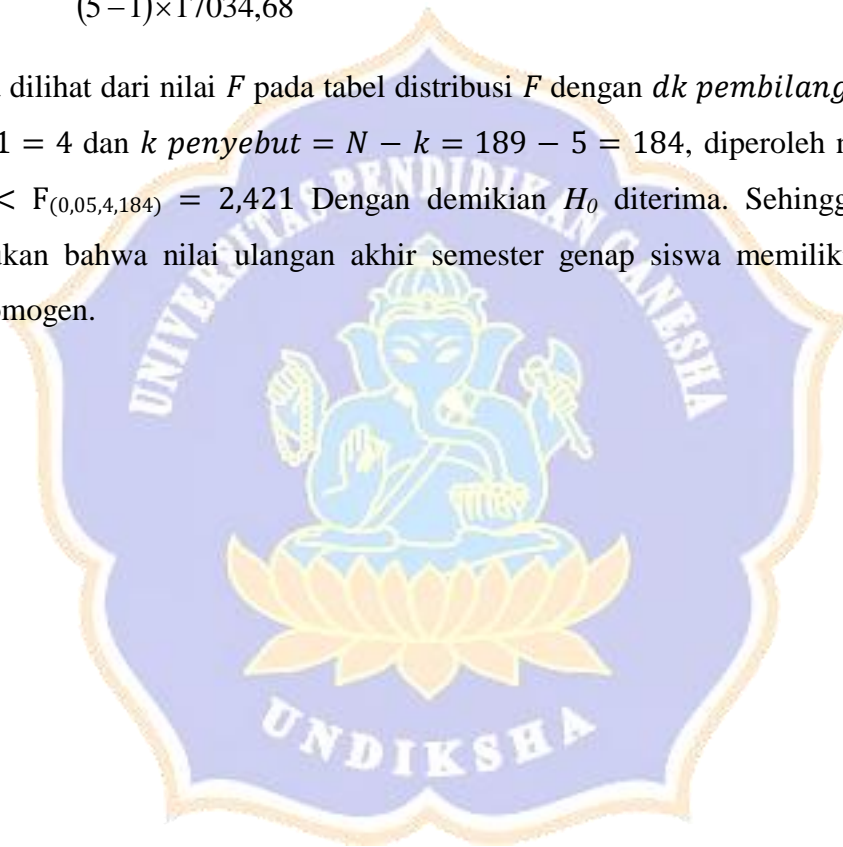 (5−1)×17034,68
dilihat dari nilai F pada tabel distribusi F dengan dk pembilang
1 = 4 dan k penyebut = N − k = 189 − 5 = 184, diperoleh
< F(0,05,4,184) = 2,421 Dengan demikian H0 diterima. Sehingg
ukan bahwa nilai ulangan akhir semester genap siswa memilik
omogen.
UNIVERSITAS PENDIDIKAN GANESHA
UNDIKSHA